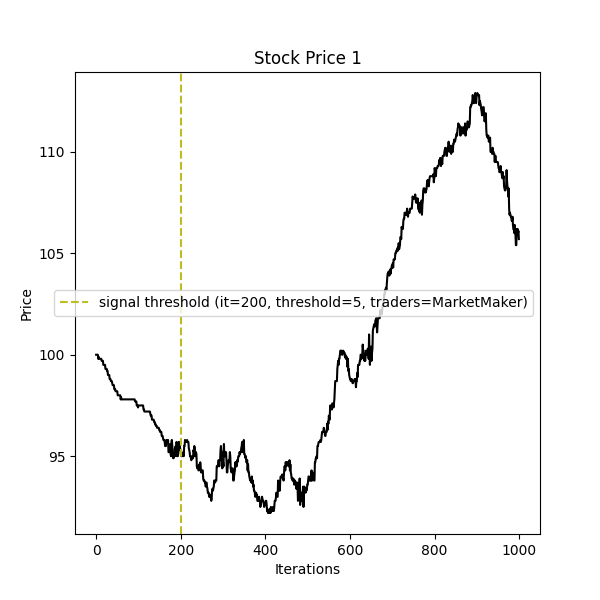 Stock Price 1
110
105
100
95
Price
signal threshold (it=200, threshold=5, traders=MarketMaker)
0 200 400 600 800 1000
Iterations